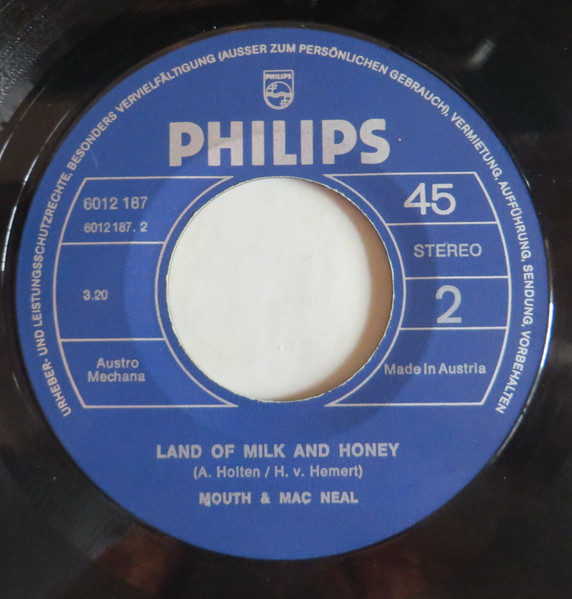 URHEBER- UND LEISTUNGSSCHUTZRECHTE, BESONDERS VERVIELFÄLTIGUNG (AUSSER ZUM PERSÖNLICHEN GEBRAUCH), VERMIETUNG, AUFFÜHRUNG, SENDUNG, VORBEHALTEN
PHILIPS
PHILIPS
6012 187
6012 187. 2
3.20
Austro
Mechana
45
STEREO
2
Made in Austria
LAND OF MILK AND HONEY
(A. Holten / H. v. Hemert)
MOUTH & MAC NEAL